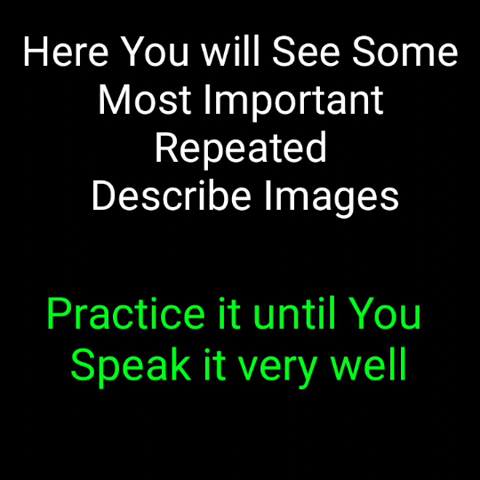 Here You will See Some
Most Important
Repeated
Describe Images
Practice it until You
Speak it very well